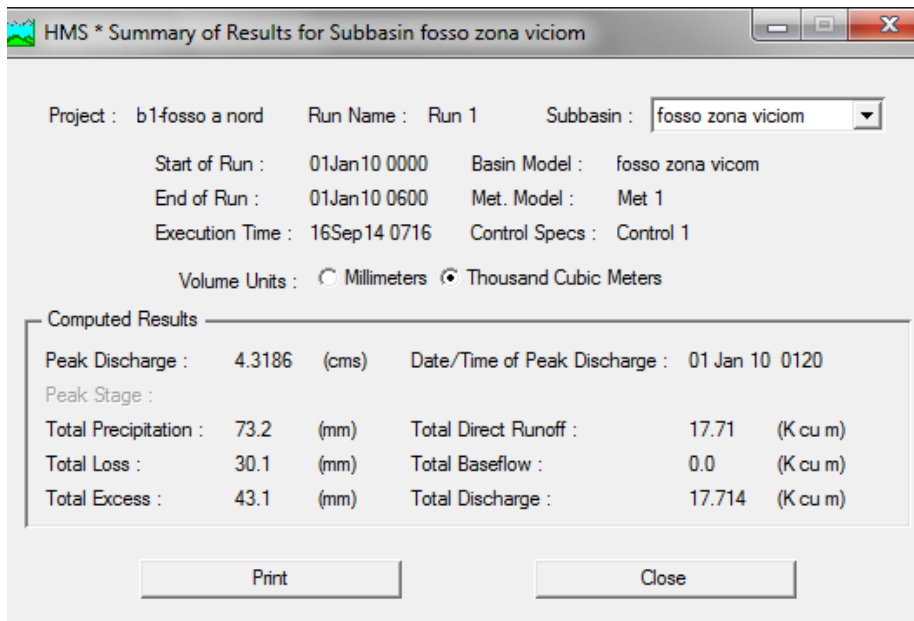 HMS * Summary of Results for Subbasin fosso zona viciom
Project : b1-fosso a nord Run Name : Run 1 Subbasin : fosso zona viciom
Start of Run : 01Jan10 0000 Basin Model : fosso zona vicom
End of Run : 01Jan10 0600 Met. Model : Met 1
Execution Time : 16Sep14 0716 Control Specs : Control 1
Volume Units : Millimeters Thousand Cubic Meters
Computed Results
Peak Discharge : 4.3186 (cms) Date/Time of Peak Discharge : 01 Jan 10 0120
Peak Stage :
Total Precipitation : 73.2 (mm) Total Direct Runoff : 17.71 (K cu m)
Total Loss : 30.1 (mm) Total Baseflow : 0.0 (K cu m)
Total Excess : 43.1 (mm) Total Discharge : 17.714 (K cu m)
Print Close